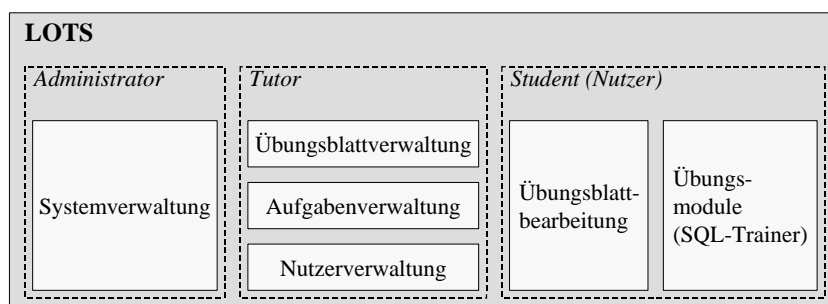 LOTS
Administrator
Systemverwaltung
Tutor
Übungsblattverwaltung
Aufgabenverwaltung
Nutzerverwaltung
Student (Nutzer)
Übungsblatt-
bearbeitung
Übungs-
module
(SQL-Trainer)